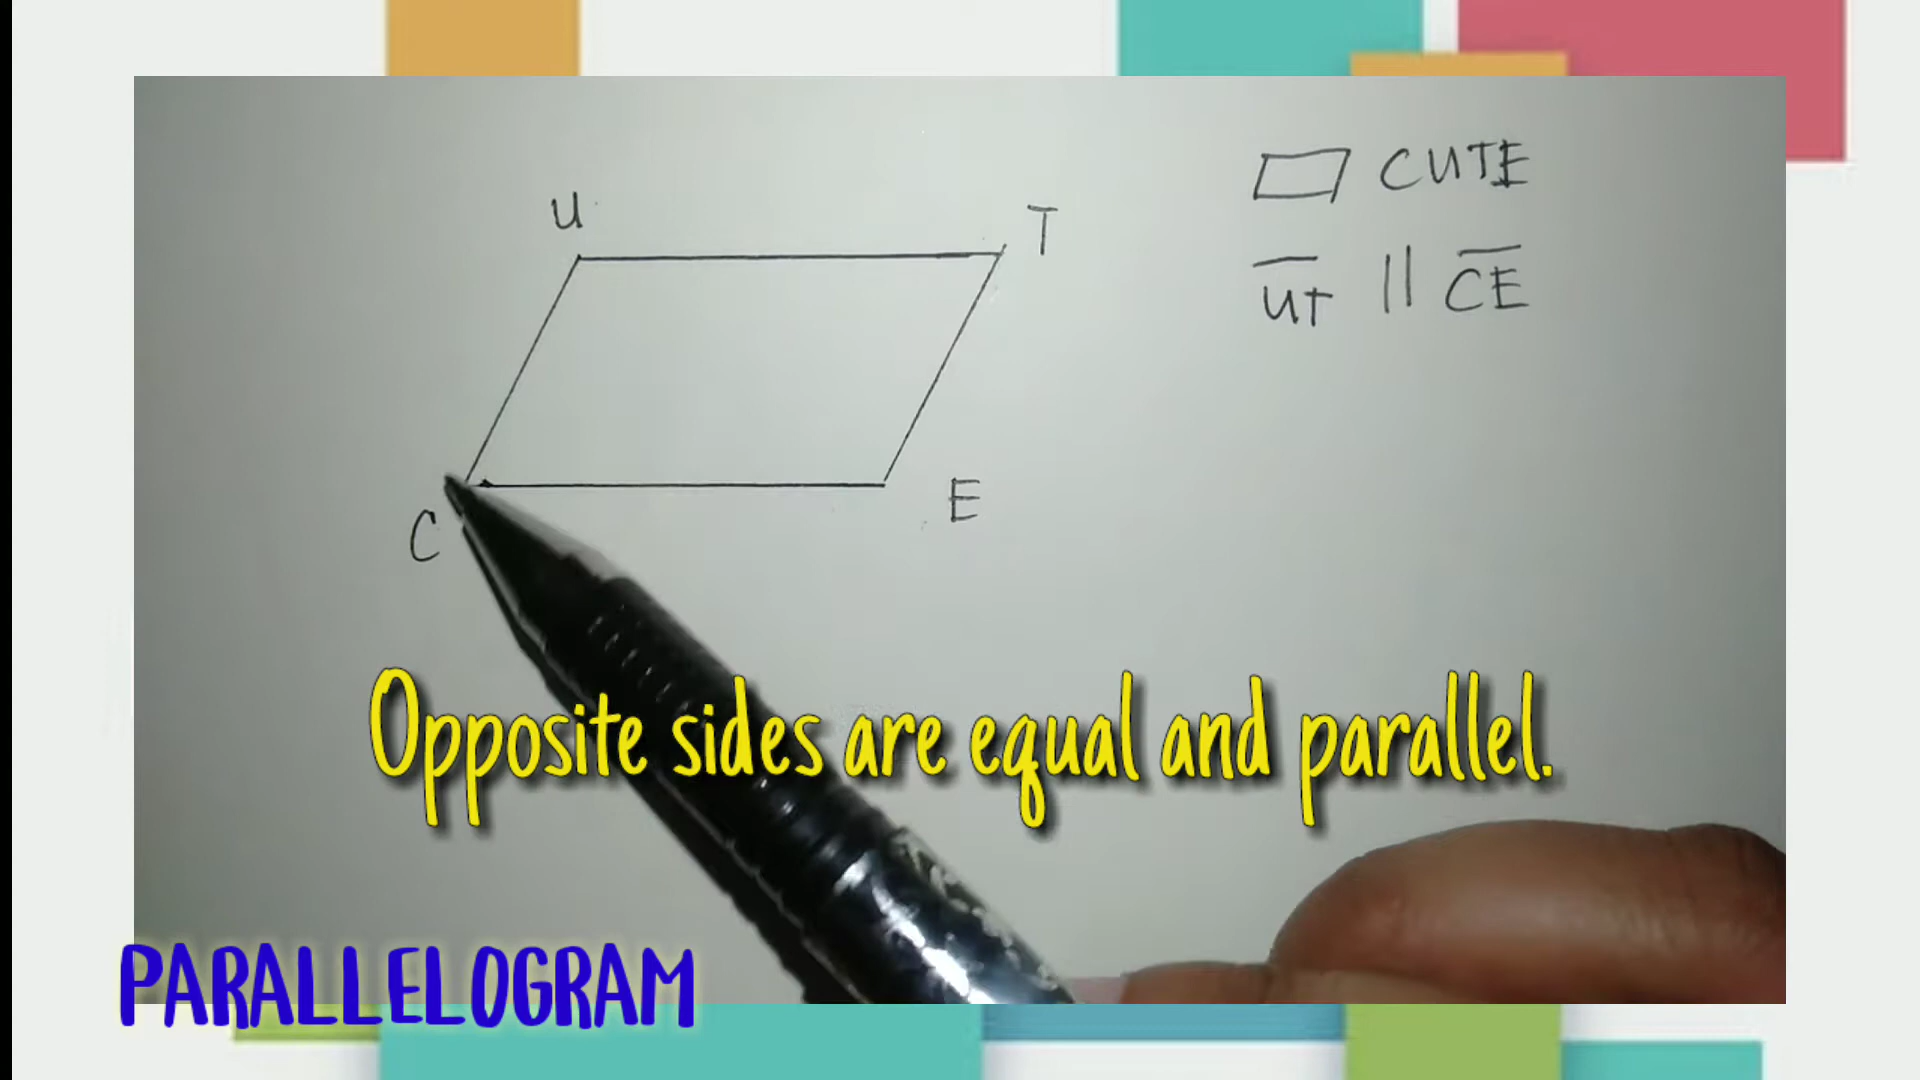 ▱ CUTE
U
T
UT || CE
C
E
Opposite sides are equal and parallel.
PARALLELOGRAM